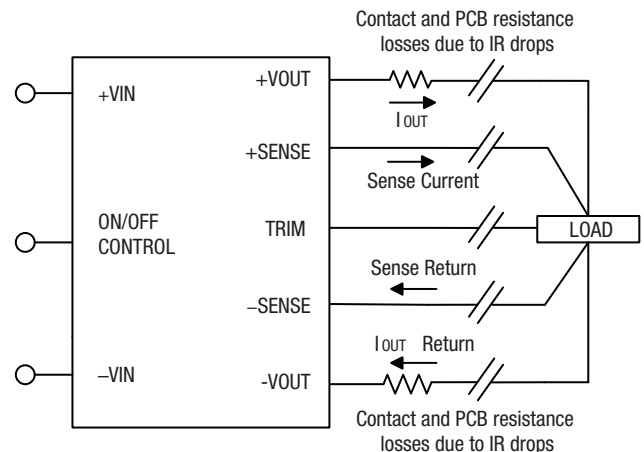 Contact and PCB resistance
losses due to IR drops
+VOUT
+VIN
IOUT
+SENSE
Sense Current
ON/OFF
CONTROL
TRIM
LOAD
Sense Return
−SENSE
IOUT Return
−VIN
-VOUT
Contact and PCB resistance
losses due to IR drops